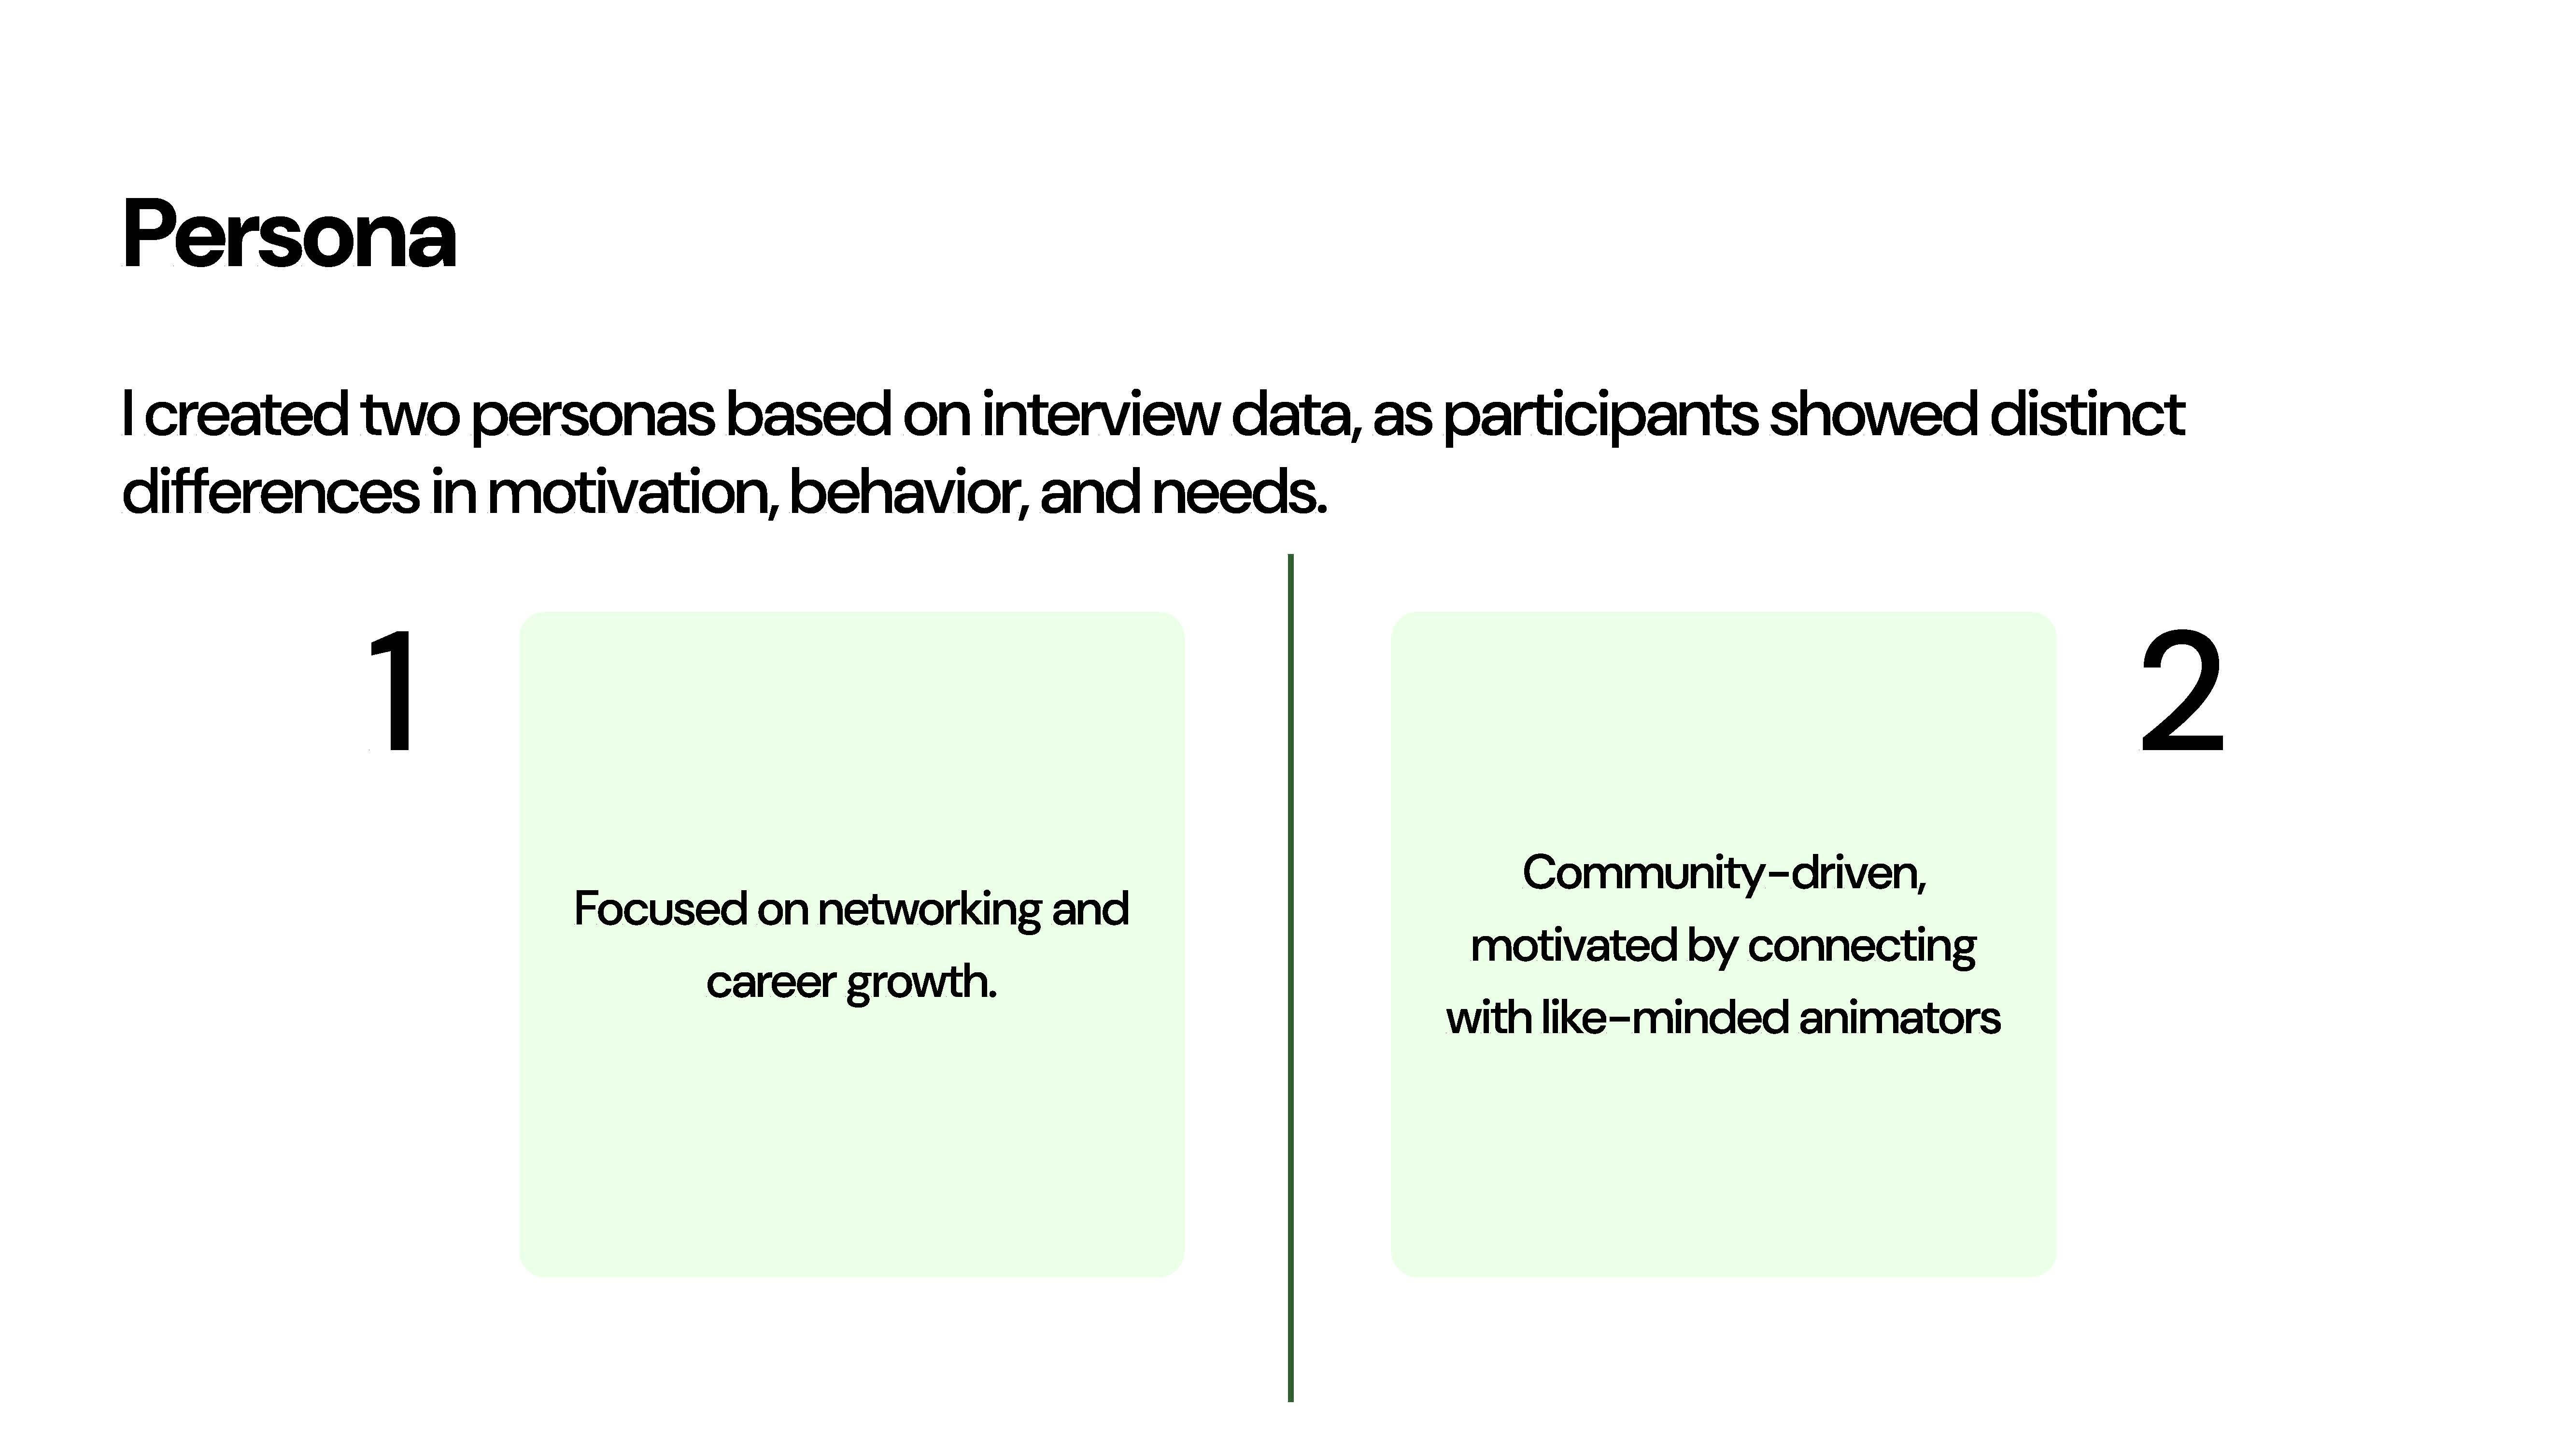 Persona
I created two personas based on interview data, as participants showed distinct
differences in motivation, behavior, and needs.
1
Focused on networking and
career growth.
2
Community-driven,
motivated by connecting
with like-minded animators